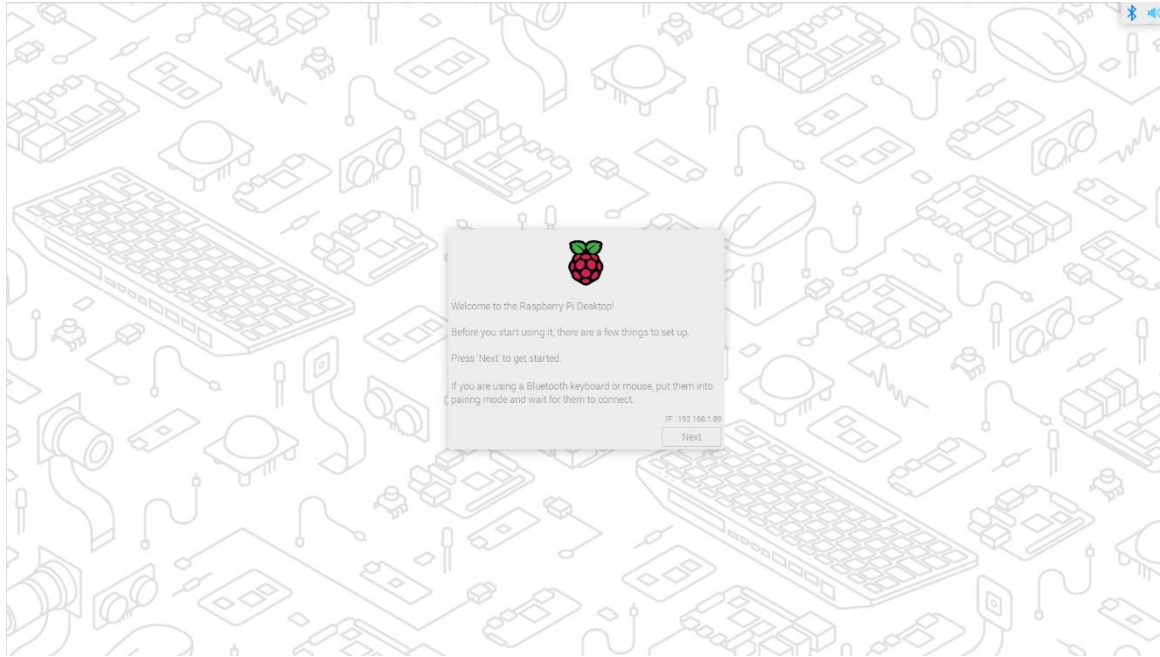 Welcome to the Raspberry Pi Desktop!
Before you start using it, there are a few things to set up.
Press 'Next' to get started.
If you are using a Bluetooth keyboard or mouse, put them into
pairing mode and wait for them to connect.
IP : 192.168.1.89
Next